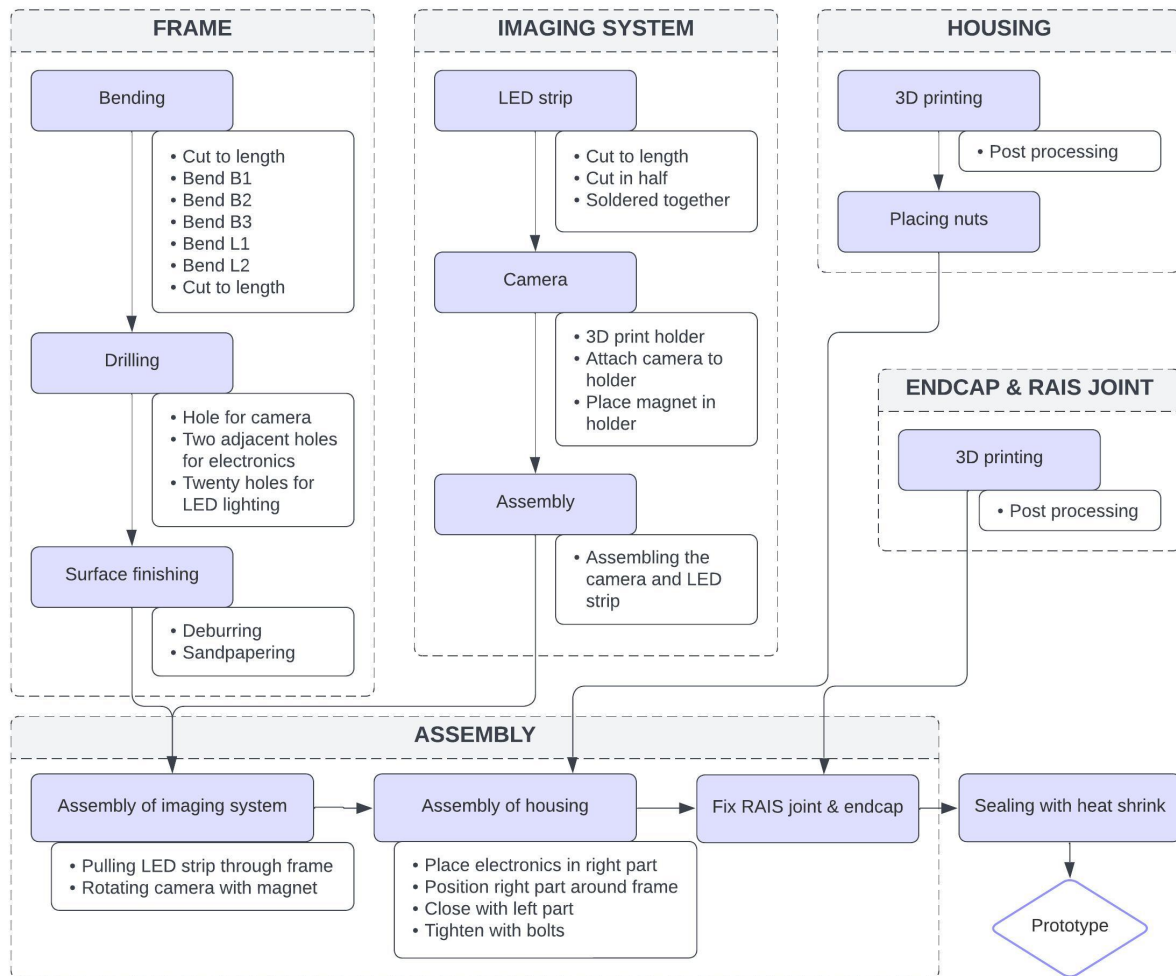 FRAME
Bending
• Cut to length
• Bend B1
• Bend B2
• Bend B3
• Bend L1
• Bend L2
• Cut to length
Drilling
• Hole for camera
• Two adjacent holes
for electronics
• Twenty holes for
LED lighting
Surface finishing
• Deburring
• Sandpapering
IMAGING SYSTEM
LED strip
• Cut to length
• Cut in half
• Soldered together
Camera
• 3D print holder
• Attach camera to
holder
• Place magnet in
holder
Assembly
• Assembling the
camera and LED
strip
HOUSING
3D printing
• Post processing
Placing nuts
ENDCAP & RAIS JOINT
3D printing
• Post processing
ASSEMBLY
Assembly of imaging system
• Pulling LED strip through frame
• Rotating camera with magnet
Assembly of housing
• Place electronics in right part
• Position right part around frame
• Close with left part
• Tighten with bolts
Fix RAIS joint & endcap
Sealing with heat shrink
Prototype